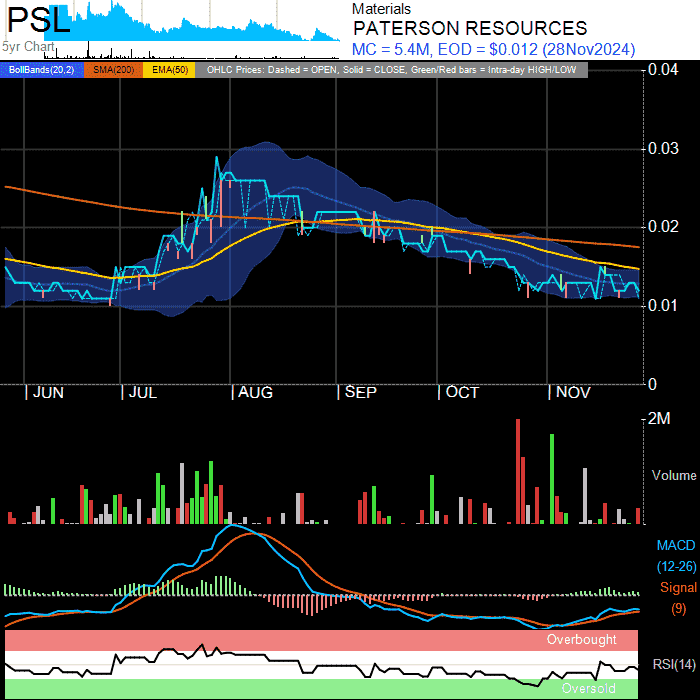 PSL
5yr Chart
Materials
PATERSON RESOURCES
MC = 5.4M, EOD = $0.012 (28Nov2024)
BollBands(20,2) SMA(200) EMA(50) OHLC Prices: Dashed = OPEN, Solid = CLOSE, Green/Red bars = Intra-day HIGH/LOW
0.04
0.03
0.02
0.01
0
JUN JUL AUG SEP OCT NOV
2M
Volume
MACD
(12-26)
Signal
(9)
Overbought
RSI(14)
Oversold